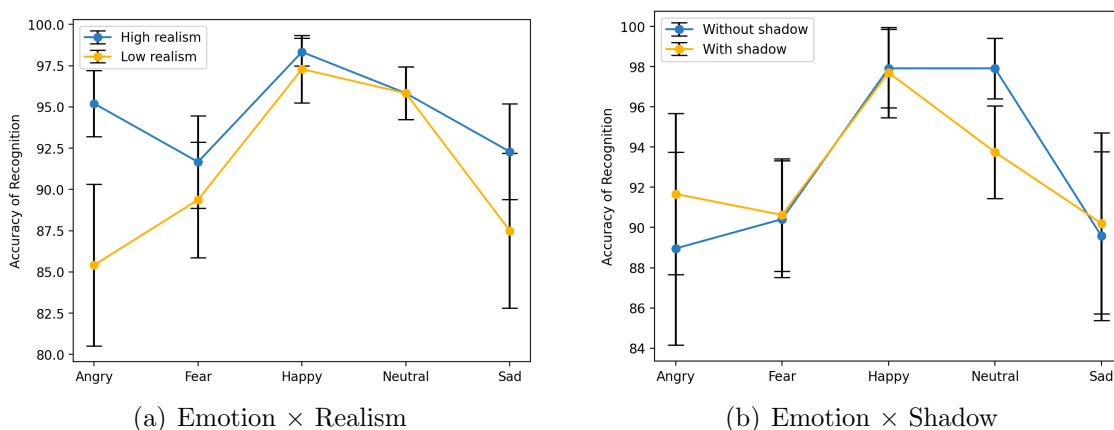 100.0
97.5
95.0
92.5
90.0
87.5
85.0
82.5
80.0
Accuracy of Recognition
High realism
Low realism
Angry Fear Happy Neutral Sad
(a) Emotion × Realism
100
98
96
94
92
90
88
86
84
Accuracy of Recognition
Without shadow
With shadow
Angry Fear Happy Neutral Sad
(b) Emotion × Shadow